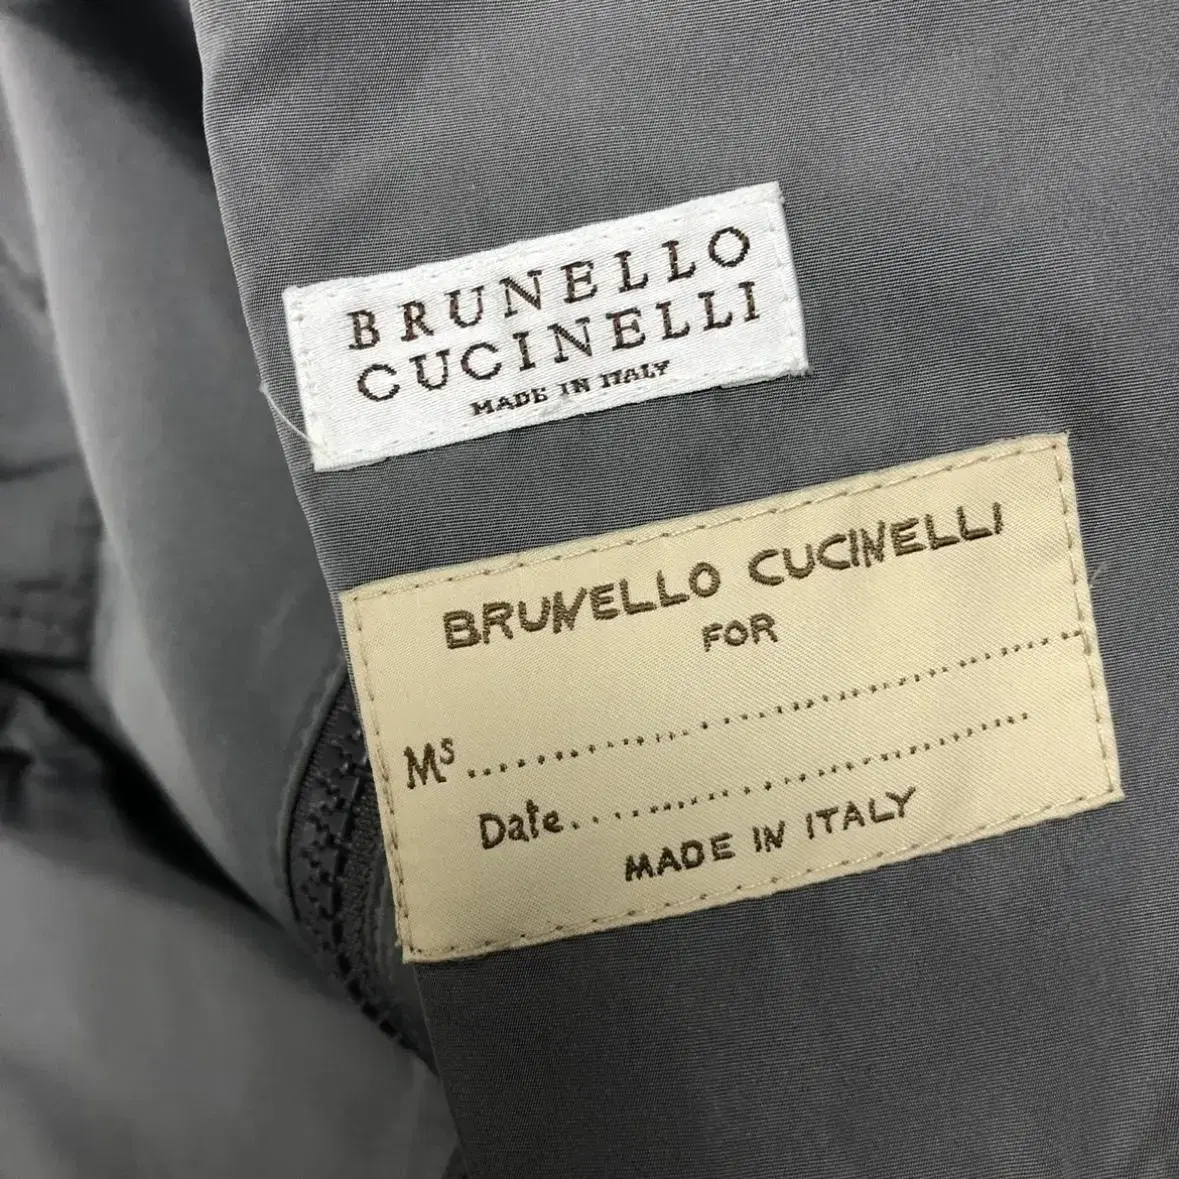 BRUNELLO
CUCINELLI
MADE IN ITALY
BRUNELLO CUCINELLI
FOR
Ms ..............................................
Date....................................
MADE IN ITALY